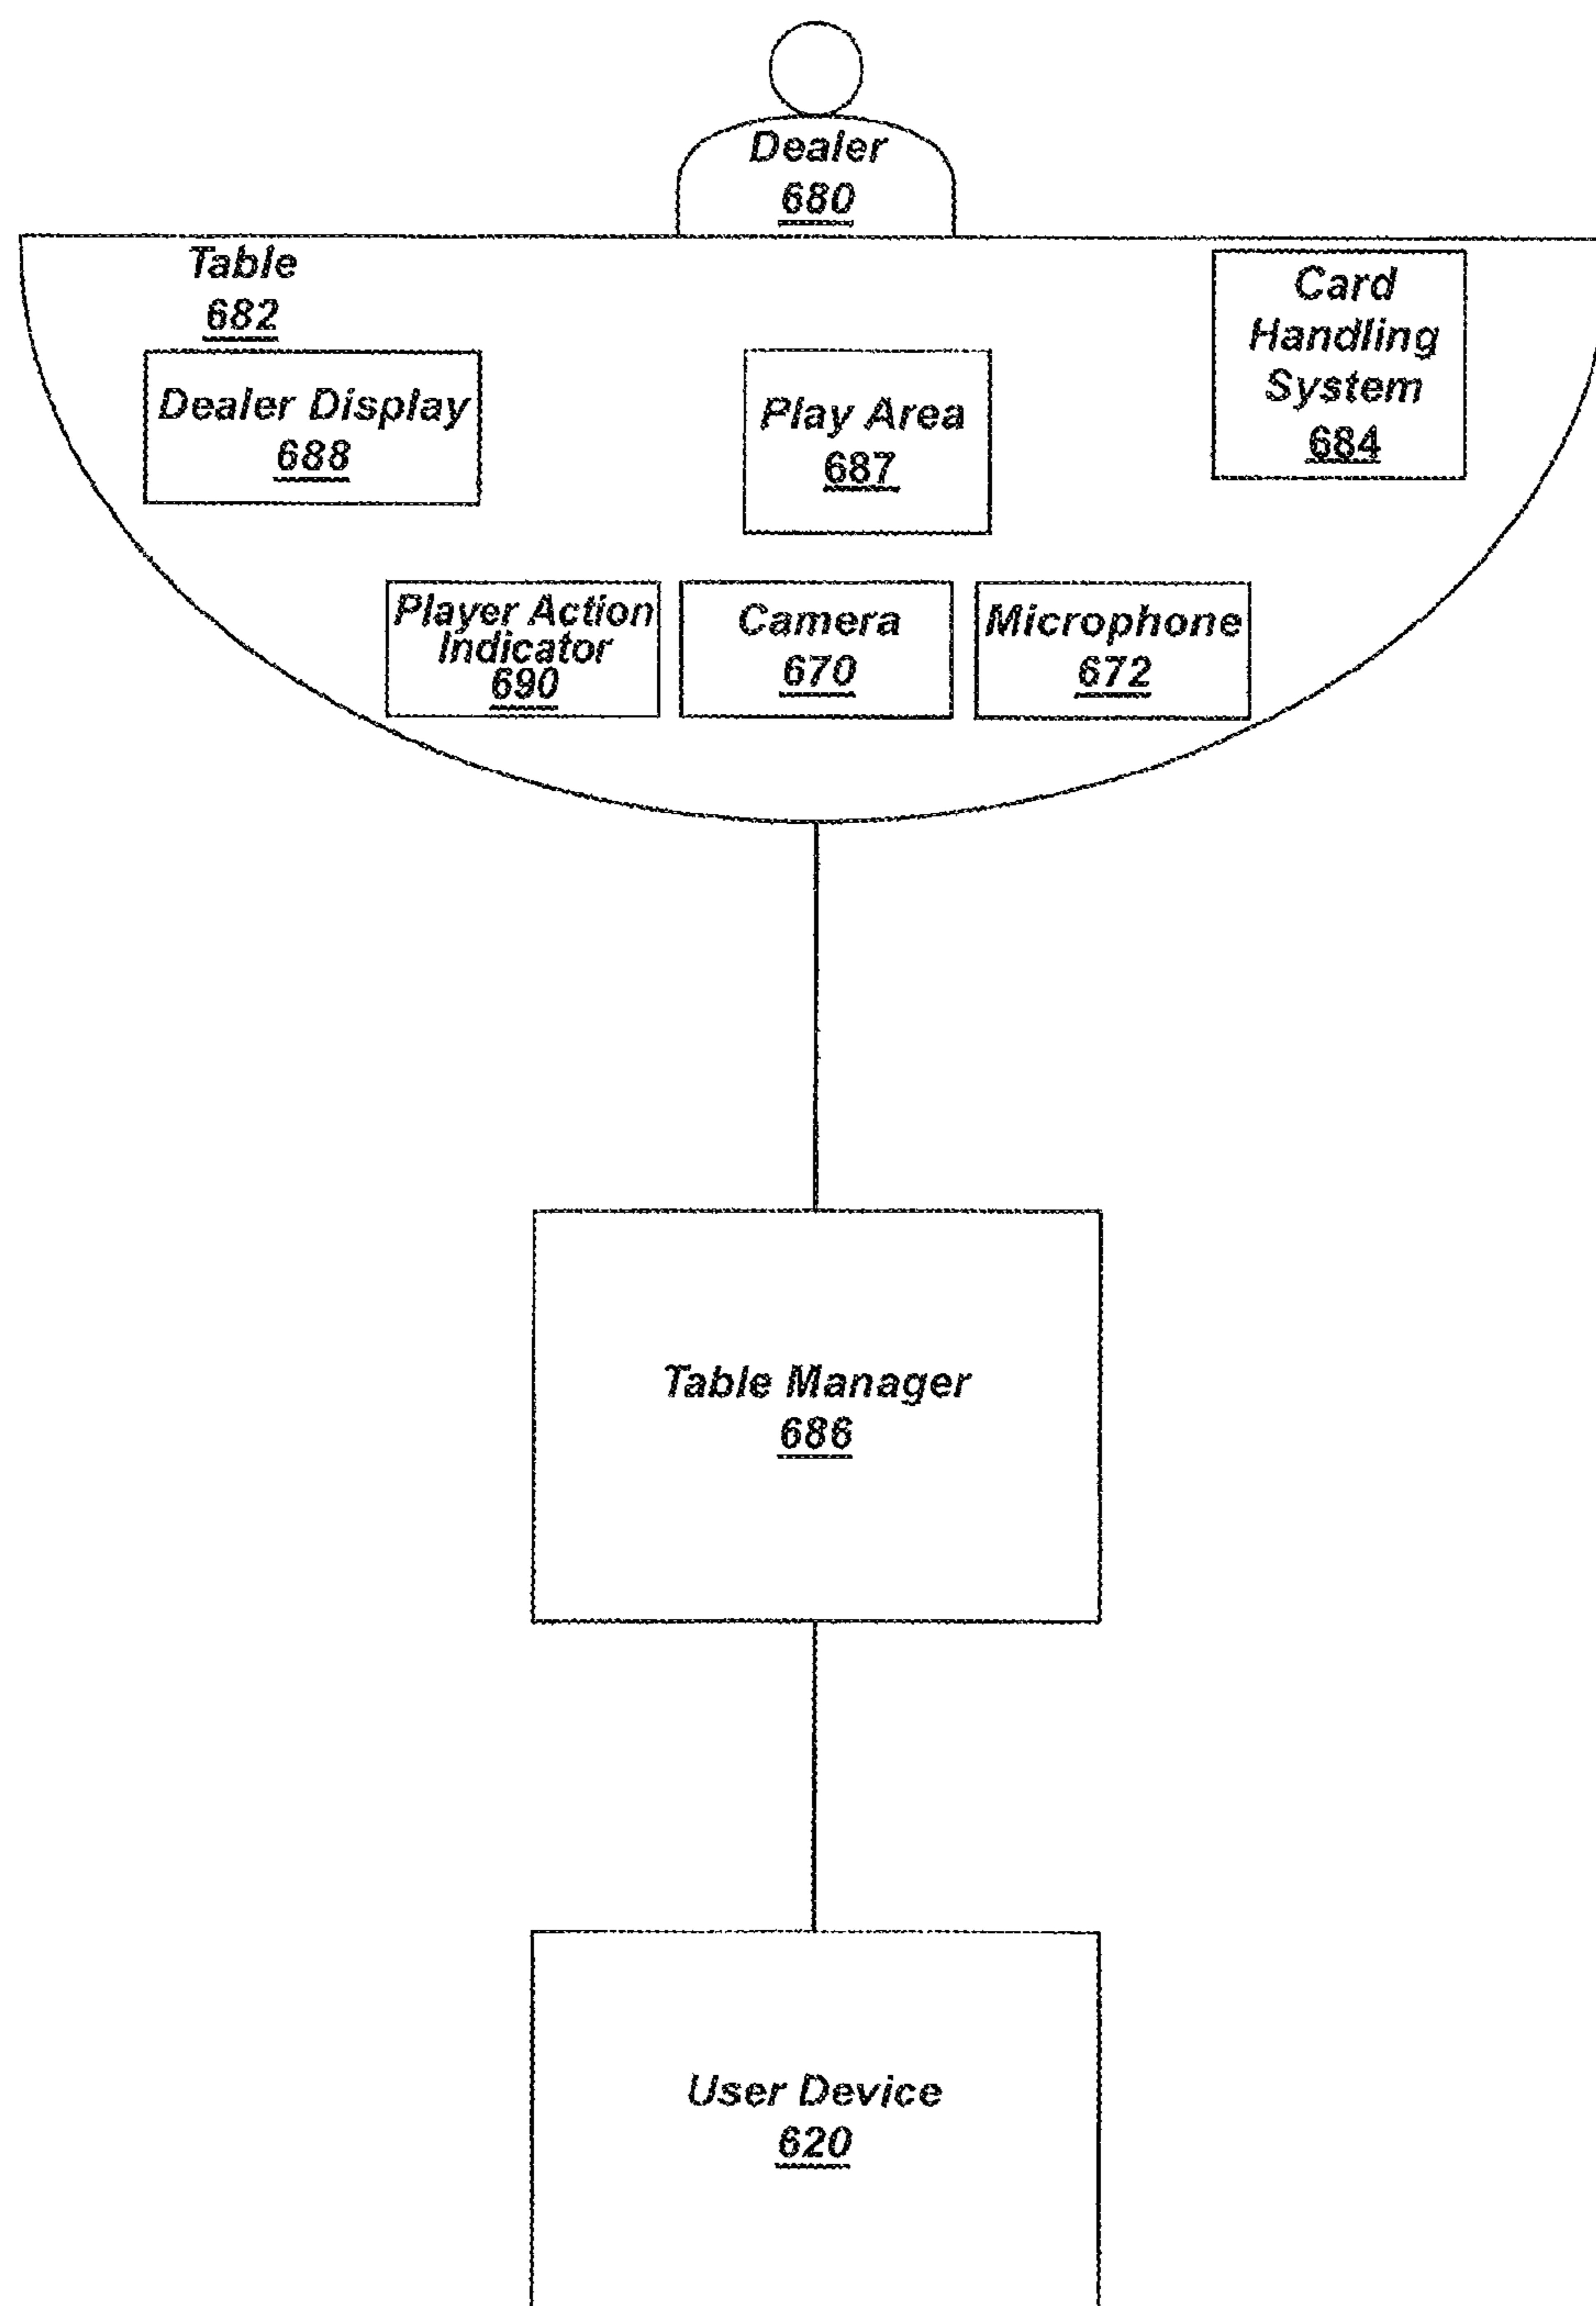 Dealer
680
Table
682
Dealer Display
688
Play Area
687
Card
Handling
System
684
Player Action
Indicator
690
Camera
670
Microphone
672
Table Manager
686
User Device
620